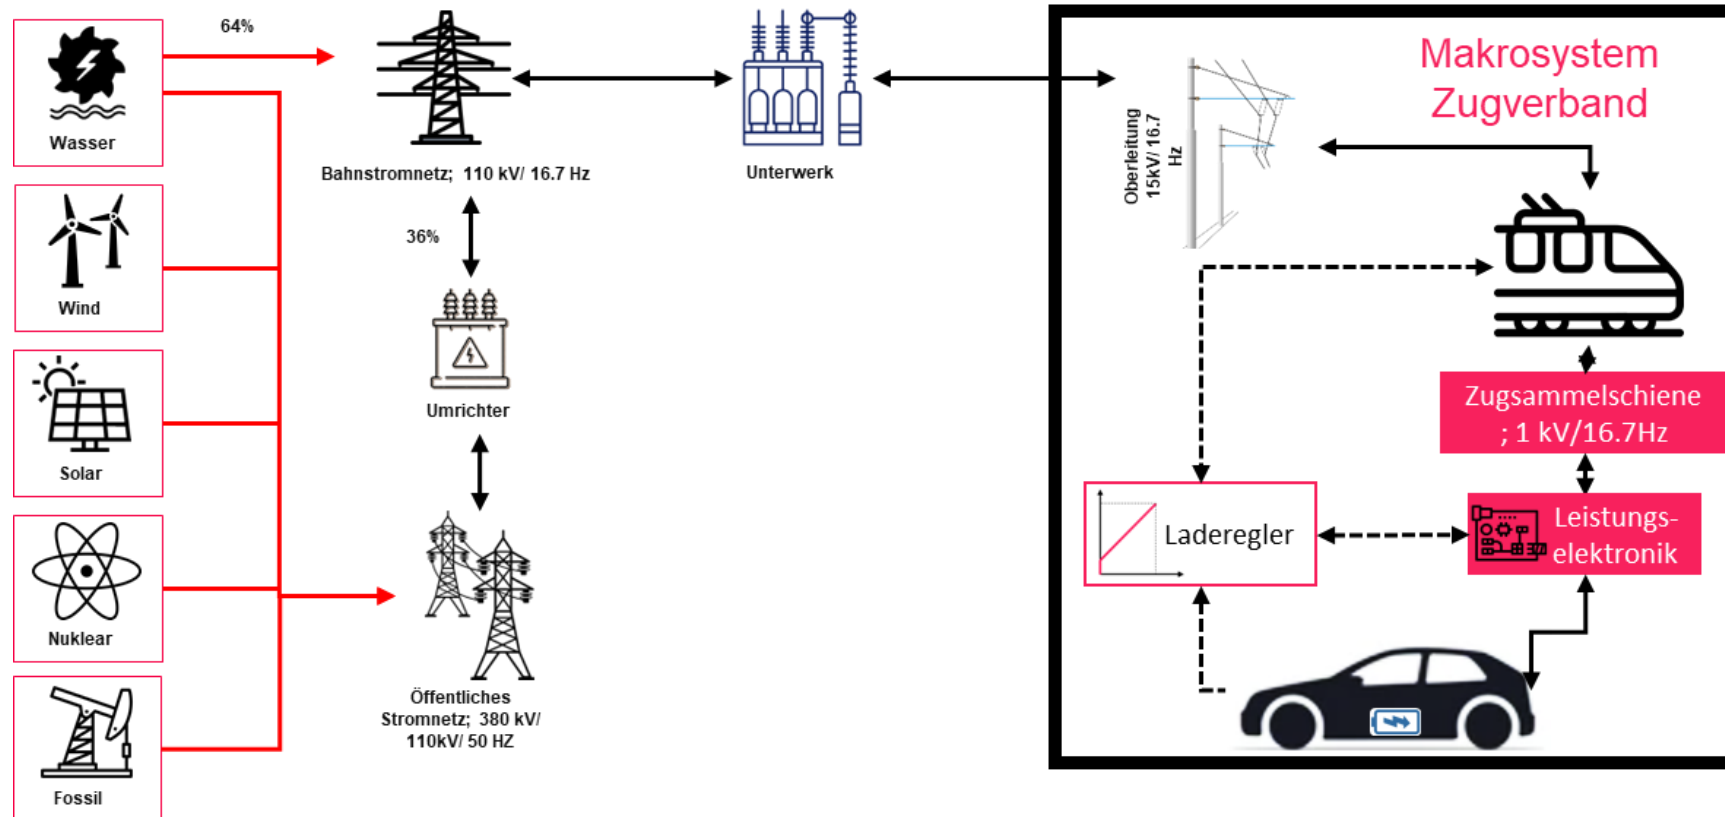 64%
Wasser
Bahnstromnetz;  110 kV/ 16.7 Hz
Unterwerk
Oberleitung
15kV/ 16.7
Hz
Makrosystem
Zugverband
36%
Wind
Umrichter
Solar
Zugsammelschiene
; 1 kV/16.7Hz
Laderegler
Leistungs-
elektronik
Nuklear
Öffentliches
Stromnetz;  380 kV/
110kV/ 50 HZ
Fossil